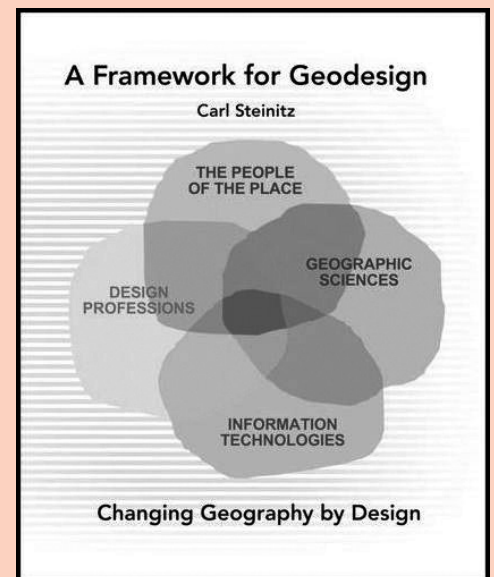 A Framework for Geodesign
Carl Steinitz
THE PEOPLE
OF THE PLACE
GEOGRAPHIC
SCIENCES
DESIGN
PROFESSIONS
INFORMATION
TECHNOLOGIES
Changing Geography by Design